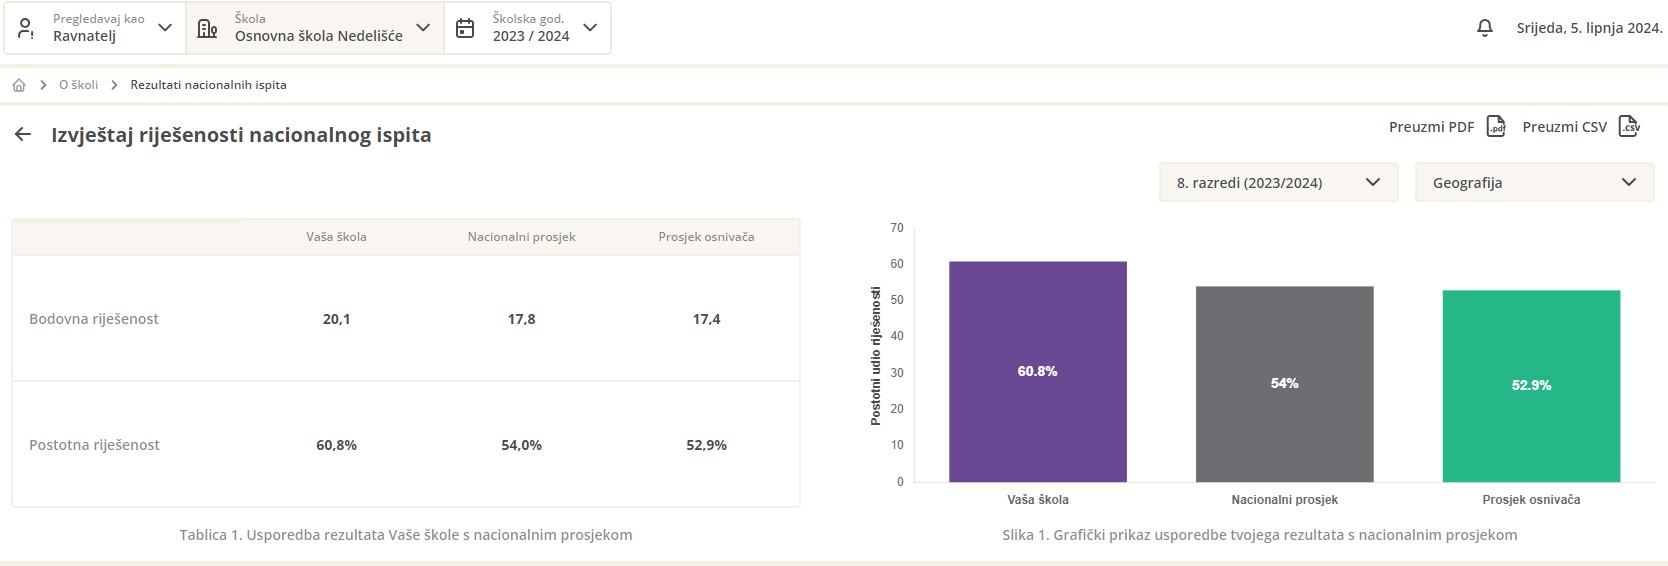 Pregledavaj kao
Ravnatelj
Škola
Osnovna škola Nedelišće
Školska god.
2023 / 2024
Srijeda, 5. lipnja 2024.
O školi
Rezultati nacionalnih ispita
Izvještaj riješenosti nacionalnog ispita
Preuzmi PDF
.pdf
Preuzmi CSV
.csv
8. razredi (2023/2024)
Geografija
Vaša škola Nacionalni prosjek Prosjek osnivača
Bodovna riješenost 20,1 17,8 17,4
Postotna riješenost 60,8% 54,0% 52,9%
Tablica 1. Usporedba rezultata Vaše škole s nacionalnim prosjekom
Postotni udio riješenosti
70
60
50
40
30
20
10
0
60.8%
54%
52.9%
Vaša škola
Nacionalni prosjek
Prosjek osnivača
Slika 1. Grafički prikaz usporedbe tvojega rezultata s nacionalnim prosjekom